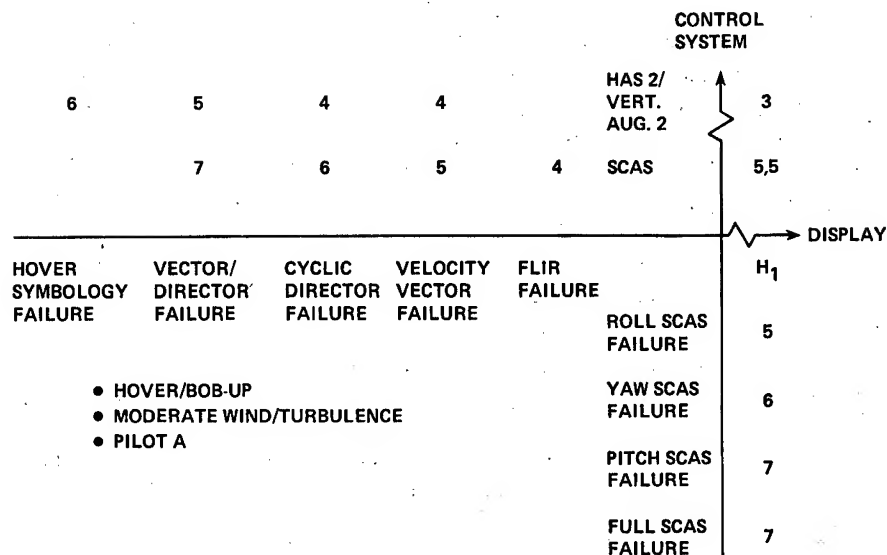 CONTROL
SYSTEM
HAS 2/
VERT.
AUG. 2
6 5 4 4 3
7 6 5 4 SCAS 5,5
DISPLAY
HOVER SYMBOLOGY FAILURE
VECTOR/ DIRECTOR FAILURE
CYCLIC DIRECTOR FAILURE
VELOCITY VECTOR FAILURE
FLIR FAILURE
H1
ROLL SCAS
FAILURE
5
• HOVER/BOB-UP
• MODERATE WIND/TURBULENCE
• PILOT A
YAW SCAS
FAILURE
6
PITCH SCAS
FAILURE
7
FULL SCAS
FAILURE
7